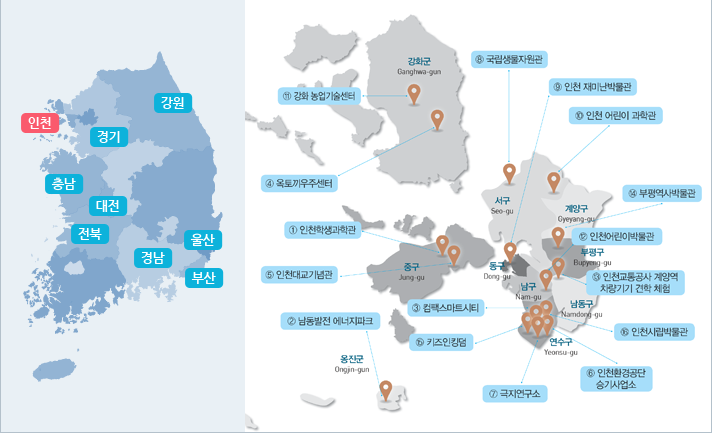 인천
강원
경기
충남
대전
전북
경남
울산
부산
강화군
Ganghwa-gun
⑧ 국립생물자원관
⑨ 인천 재미난박물관
⑪ 강화 농업기술센터
⑩ 인천 어린이 과학관
④ 옥토끼우주센터
서구
Seo-gu
계양구
Gyeyang-gu
⑭ 부평역사박물관
① 인천학생과학관
⑫ 인천어린이박물관
부평구
Bupyeong-gu
중구
Jung-gu
동구
Dong-gu
⑤ 인천대교기념관
⑬ 인천교통공사 계양역
차량기기 견학 체험
남구
Nam-gu
③ 컴팩스마트시티
남동구
Namdong-gu
② 남동발전 에너지파크
⑯ 인천시립박물관
⑮ 키즈인킹덤
연수구
Yeonsu-gu
옹진군
Ongjin-gun
⑥ 인천환경공단
승기사업소
⑦ 극지연구소